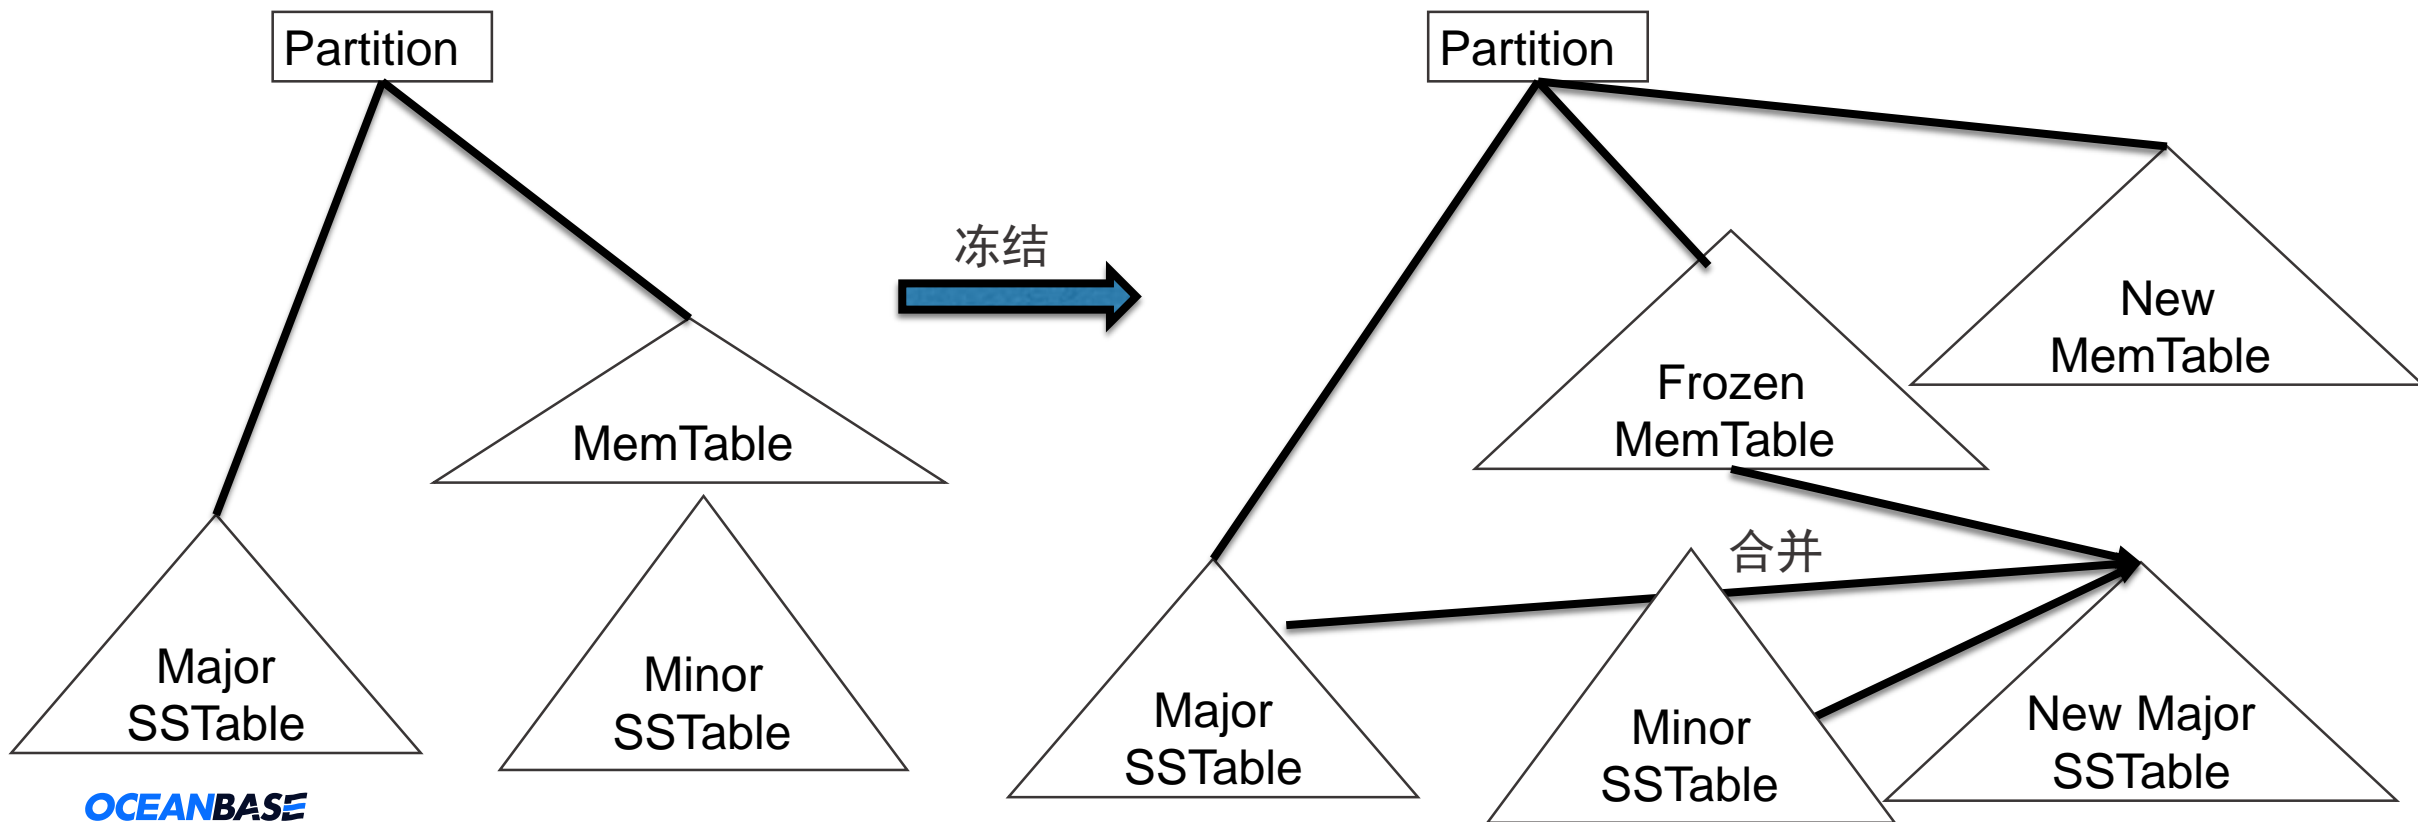 Partition
MemTable
Major
SSTable
Minor
SSTable
冻结
Partition
New
MemTable
Frozen
MemTable
合并
Major
SSTable
Minor
SSTable
New Major
SSTable
OCEANBASE